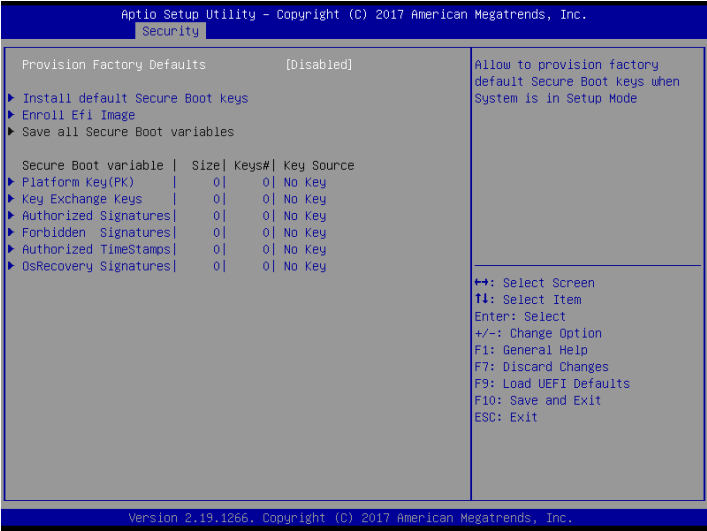 Aptio Setup Utility – Copyright (C) 2017 American Megatrends, Inc.
Security
Provision Factory Defaults [Disabled]
Install default Secure Boot keys
Enroll Efi Image
Save all Secure Boot variables
Secure Boot variable | Size| Keys#| Key Source
Platform Key(PK) | 0| 0| No Key
Key Exchange Keys | 0| 0| No Key
Authorized Signatures| 0| 0| No Key
Forbidden Signatures| 0| 0| No Key
Authorized TimeStamps| 0| 0| No Key
OsRecovery Signatures| 0| 0| No Key
Allow to provision factory
default Secure Boot keys when
System is in Setup Mode
↔: Select Screen
↑↓: Select Item
Enter: Select
+/-: Change Option
F1: General Help
F7: Discard Changes
F9: Load UEFI Defaults
F10: Save and Exit
ESC: Exit
Version 2.19.1266. Copyright (C) 2017 American Megatrends, Inc.